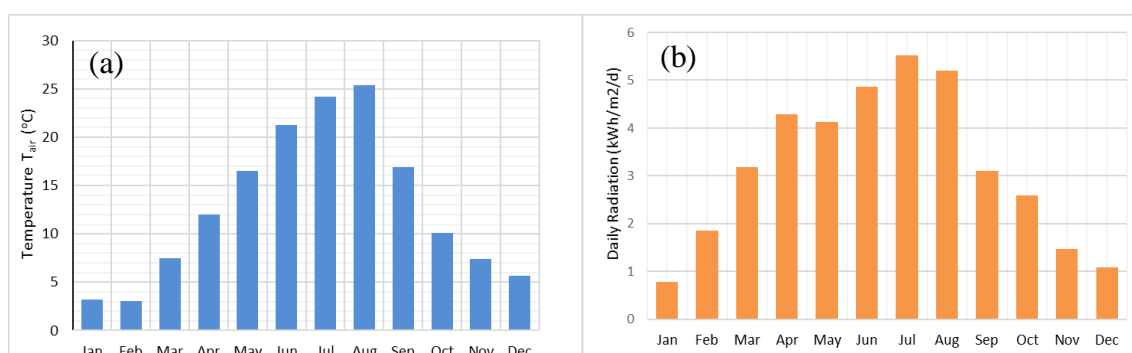 (a)
Temperature Tair (°C)
30
25
20
15
10
5
0
Jan Feb Mar Apr May Jun Jul Aug Sep Oct Nov Dec
(b)
Daily Radiation (kWh/m2/d)
6
5
4
3
2
1
0
Jan Feb Mar Apr May Jun Jul Aug Sep Oct Nov Dec